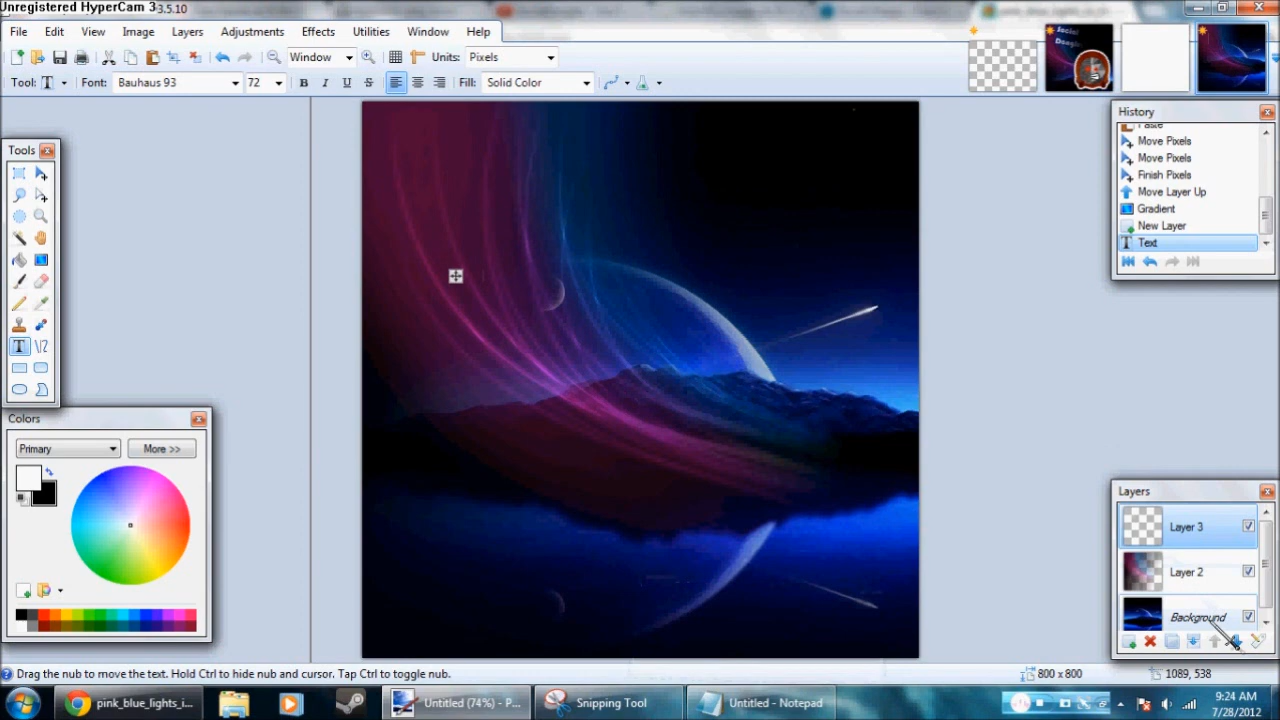 Unregistered HyperCam 3
3.5.10
File Edit View Image Layers Adjustments Effects Utilities Window Help
Window Units: Pixels
Tool: T Font: Bauhaus 93 72 B I U S Fill: Solid Color
Social
Doogle
Tools
T
Colors
Primary More >>
History
Paste
Move Pixels
Move Pixels
Finish Pixels
Move Layer Up
Gradient
New Layer
T Text
Layers
Layer 3
Layer 2
Background
Drag the nub to move the text. Hold Ctrl to hide nub and cursor. Tap Ctrl to toggle nub.
800 x 800
1089, 538
pink_blue_lights_i...
Untitled (74%) - P...
Snipping Tool
Untitled - Notepad
9:24 AM
7/28/2012